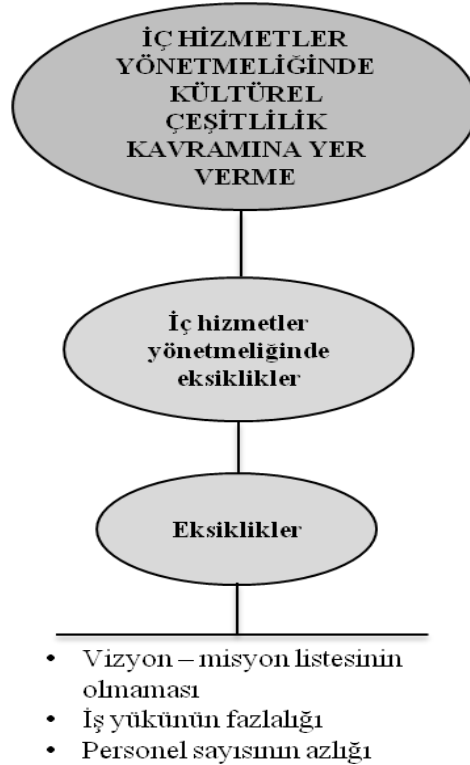 İÇ HİZMETLER
YÖNETMELİĞİNDE
KÜLTÜREL
ÇEŞİTLİLİK
KAVRAMINA YER
VERME
İç hizmetler
yönetmeliğinde
eksiklikler
Eksiklikler
• Vizyon – misyon listesinin
olmaması
• İş yükünün fazlalığı
• Personel sayısının azlığı